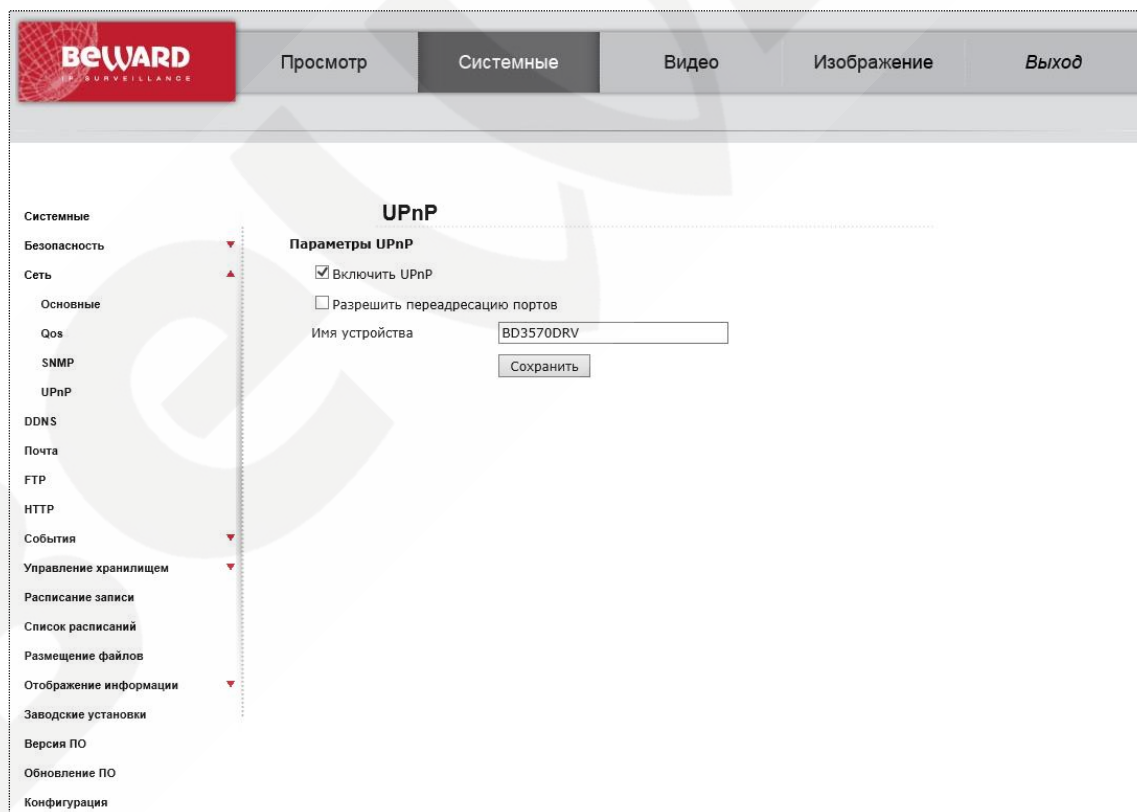 BEWARD
IP SURVEILLANCE
Просмотр
Системные
Видео
Изображение
Выход
Системные
Безопасность
Сеть
Основные
Qos
SNMP
UPnP
DDNS
Почта
FTP
HTTP
События
Управление хранилищем
Расписание записи
Список расписаний
Размещение файлов
Отображение информации
Заводские установки
Версия ПО
Обновление ПО
Конфигурация
UPnP
Параметры UPnP
Включить UPnP
Разрешить переадресацию портов
Имя устройства BD3570DRV
Сохранить